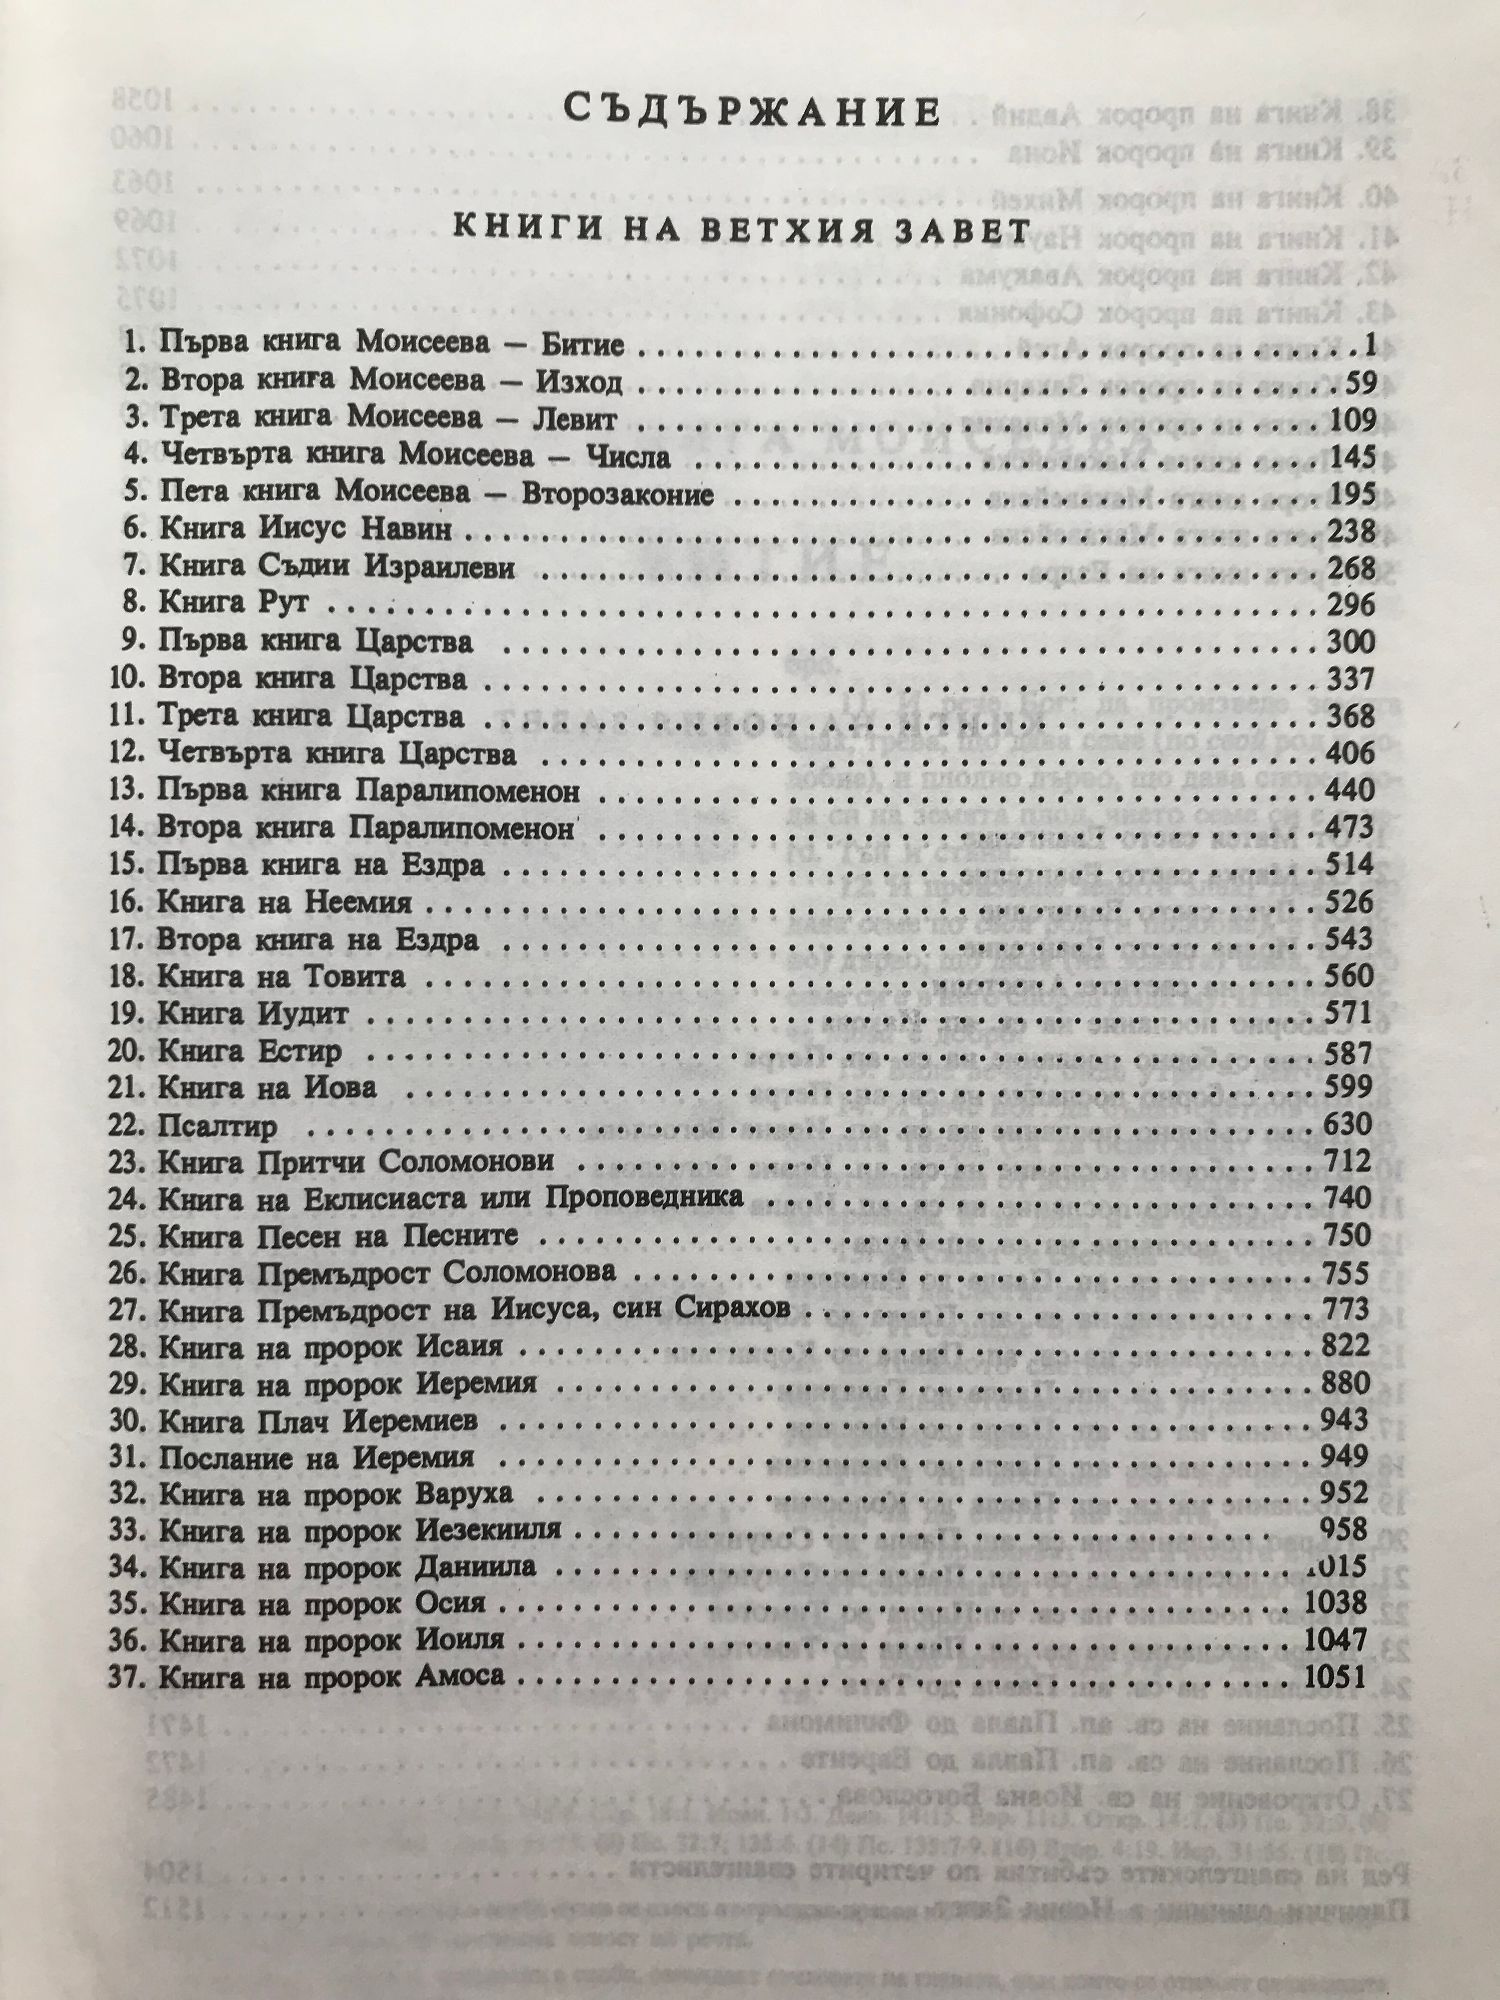 СЪДЪРЖАНИЕ
КНИГИ НА ВЕТХИЯ ЗАВЕТ
1. Първа книга Моисеева — Битие . . . . . . . . . . 1
2. Втора книга Моисеева — Изход . . . . . . . . . . 59
3. Трета книга Моисеева — Левит . . . . . . . . . . 109
4. Четвърта книга Моисеева — Числа . . . . . . . . . . 145
5. Пета книга Моисеева — Второзаконие . . . . . . . . . . 195
6. Книга Иисус Навин . . . . . . . . . . 238
7. Книга Съдии Израилеви . . . . . . . . . . 268
8. Книга Рут . . . . . . . . . . 296
9. Първа книга Царства . . . . . . . . . . 300
10. Втора книга Царства . . . . . . . . . . 337
11. Трета книга Царства . . . . . . . . . . 368
12. Четвърта книга Царства . . . . . . . . . . 406
13. Първа книга Паралипоменон . . . . . . . . . . 440
14. Втора книга Паралипоменон . . . . . . . . . . 473
15. Първа книга на Ездра . . . . . . . . . . 514
16. Книга на Неемия . . . . . . . . . . 526
17. Втора книга на Ездра . . . . . . . . . . 543
18. Книга на Товита . . . . . . . . . . 560
19. Книга Иудит . . . . . . . . . . 571
20. Книга Естир . . . . . . . . . . 587
21. Книга на Иова . . . . . . . . . . 599
22. Псалтир . . . . . . . . . . 630
23. Книга Притчи Соломонови . . . . . . . . . . 712
24. Книга на Еклисиаста или Проповедника . . . . . . . . . . 740
25. Книга Песен на Песните . . . . . . . . . . 750
26. Книга Премъдрост Соломонова . . . . . . . . . . 755
27. Книга Премъдрост на Иисуса, син Сирахов . . . . . . . . . . 773
28. Книга на пророк Исаия . . . . . . . . . . 822
29. Книга на пророк Иеремия . . . . . . . . . . 880
30. Книга Плач Иеремиев . . . . . . . . . . 943
31. Послание на Иеремия . . . . . . . . . . 949
32. Книга на пророк Варуха . . . . . . . . . . 952
33. Книга на пророк Иезекииля . . . . . . . . . . 958
34. Книга на пророк Даниила . . . . . . . . . . 1015
35. Книга на пророк Осия . . . . . . . . . . 1038
36. Книга на пророк Иоиля . . . . . . . . . . 1047
37. Книга на пророк Амоса . . . . . . . . . . 1051